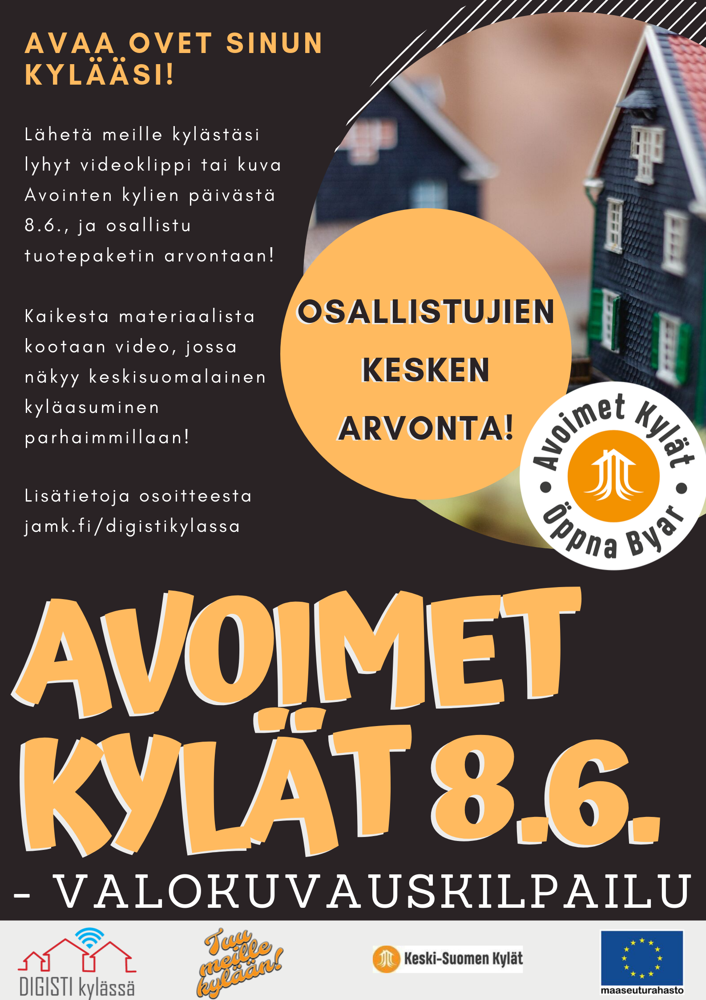 AVAA OVET SINUN
KYLÄÄSI!
Lähetä meille kylästäsi
lyhyt videoklippi tai kuva
Avointen kylien päivästä
8.6., ja osallistu
tuotepaketin arvontaan!
Kaikesta materiaalista
kootaan video, jossa
näkyy keskisuomalainen
kyläasuminen
parhaimmillaan!
Lisätietoja osoitteesta
jamk.fi/digistikylassa
OSALLISTUJIEN
KESKEN
ARVONTA!
Avoimet Kylät
• Öppna Byar •
AVOIMET
KYLÄT 8.6.
- VALOKUVAUSKILPAILU
DIGISTI kylässä
Tuu
meille
kylään!
Keski-Suomen Kylät
maaseuturahasto